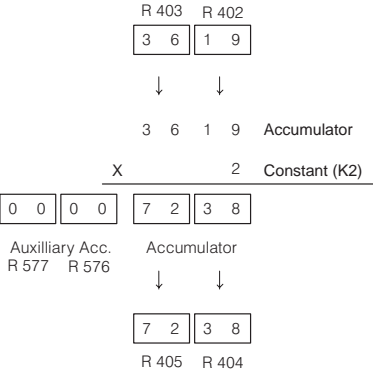 R 403 R 402
3 6 1 9
↓ ↓
3 6 1 9 Accumulator
X 2 Constant (K2)
0 0 0 0 7 2 3 8
Auxilliary Acc. Accumulator
R 577 R 576
↓ ↓
7 2 3 8
R 405 R 404